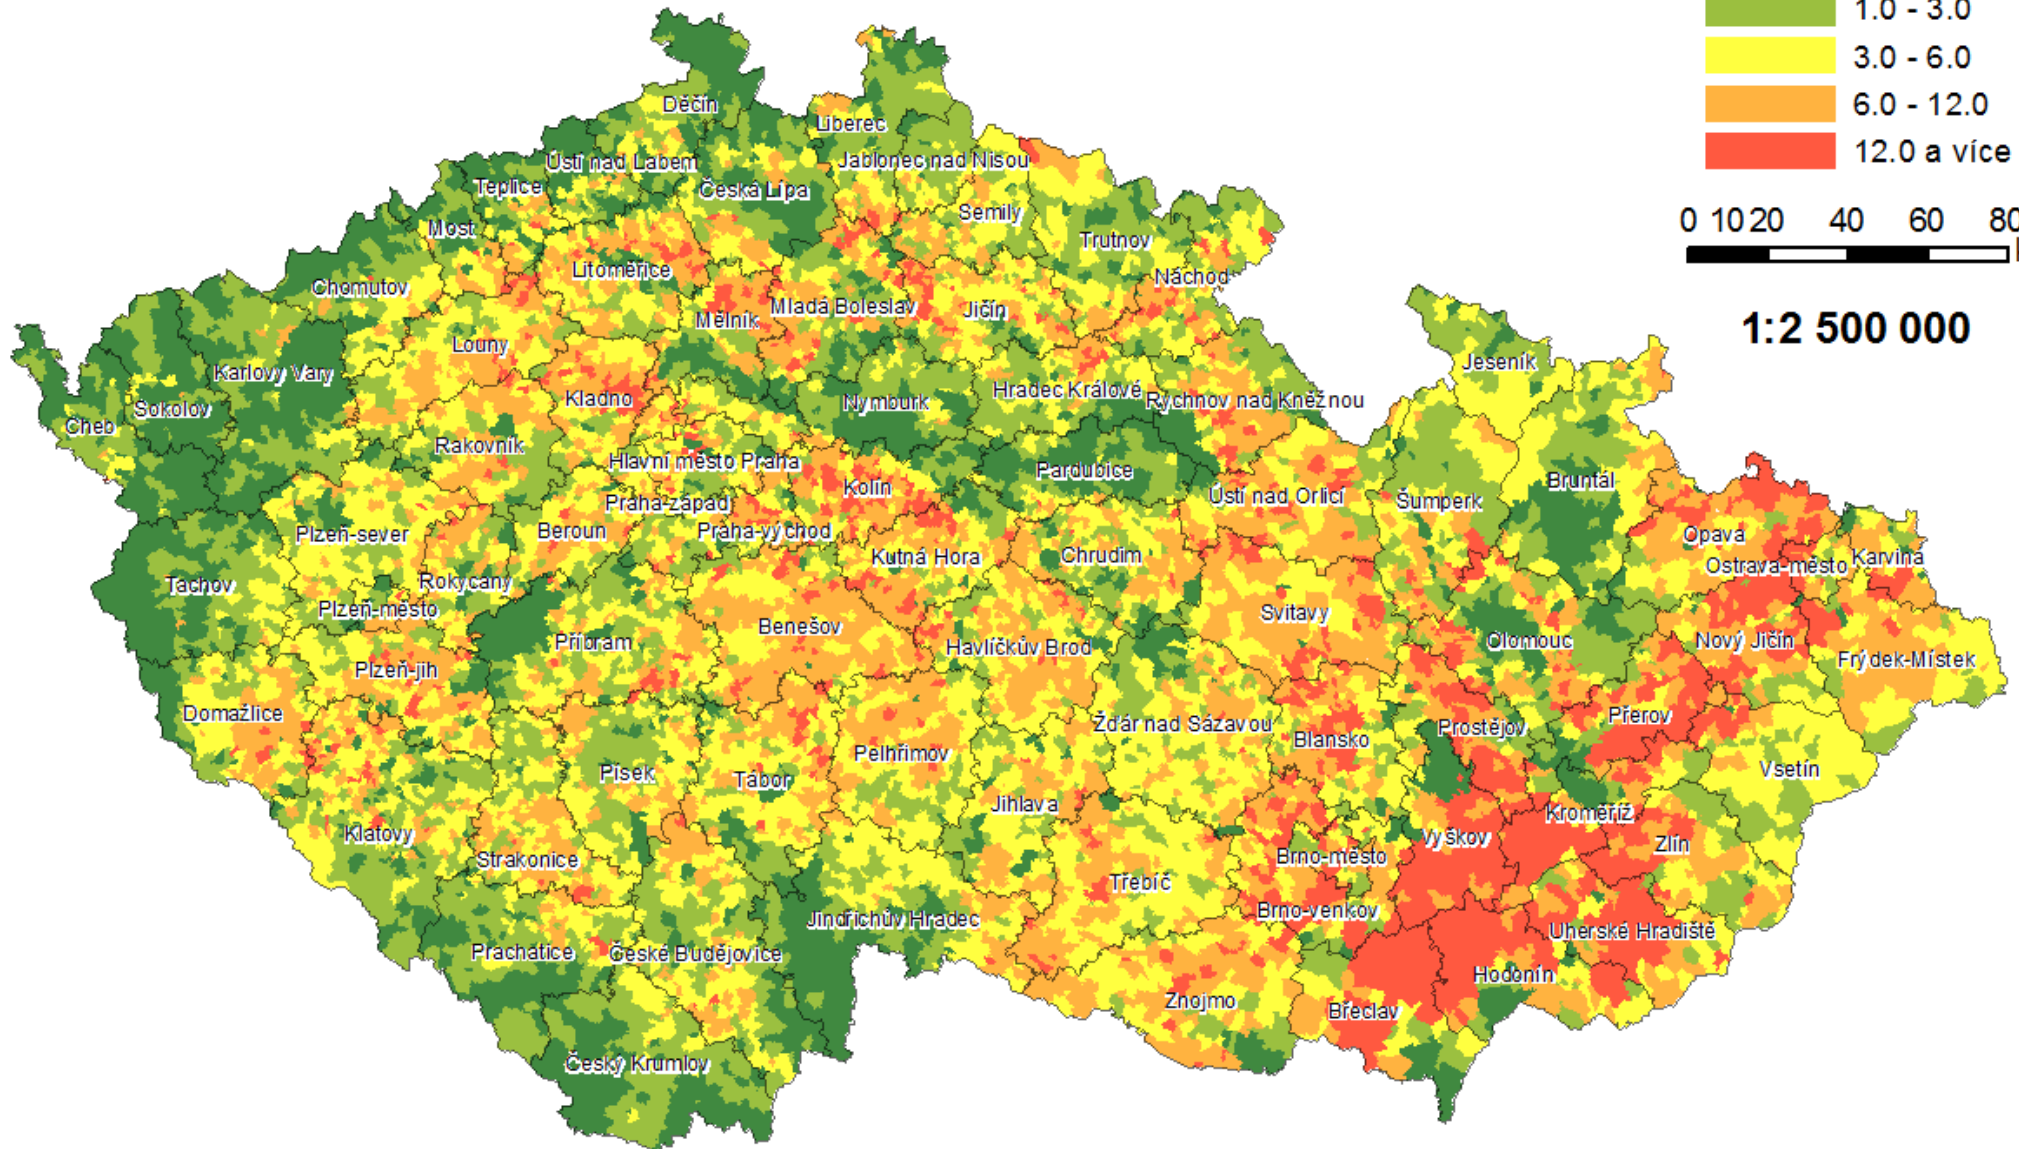 1.0 - 3.0
3.0 - 6.0
6.0 - 12.0
12.0 a více
0 10 20 40 60 80
1:2 500 000
Děčín
Liberec
Ústí nad Labem
Jablonec nad Nisou
Teplice
Česká Lípa
Semily
Most
Trutnov
Litoměřice
Náchod
Chomutov
Mladá Boleslav
Jičín
Mělník
Louny
Jeseník
Karlovy Vary
Hradec Králové
Kladno
Rychnov nad Kněžnou
Nymburk
Sokolov
Cheb
Rakovník
Hlavní město Praha
Pardubice
Bruntál
Kolín
Ústí nad Orlicí
Šumperk
Praha-západ
Plzeň-sever
Beroun
Praha-východ
Opava
Kutná Hora
Chrudim
Karviná
Ostrava-město
Tachov
Rokycany
Plzeň-město
Svitavy
Benešov
Příbram
Havlíčkův Brod
Olomouc
Nový Jičín
Frýdek-Místek
Plzeň-jih
Domažlice
Přerov
Žďár nad Sázavou
Prostějov
Blansko
Pelhřimov
Vsetín
Písek
Tábor
Jihlava
Kroměříž
Klatovy
Vyškov
Zlín
Strakonice
Brno-město
Třebíč
Brno-venkov
Jindřichův Hradec
Uherské Hradiště
Prachatice
České Budějovice
Hodonín
Znojmo
Břeclav
Český Krumlov